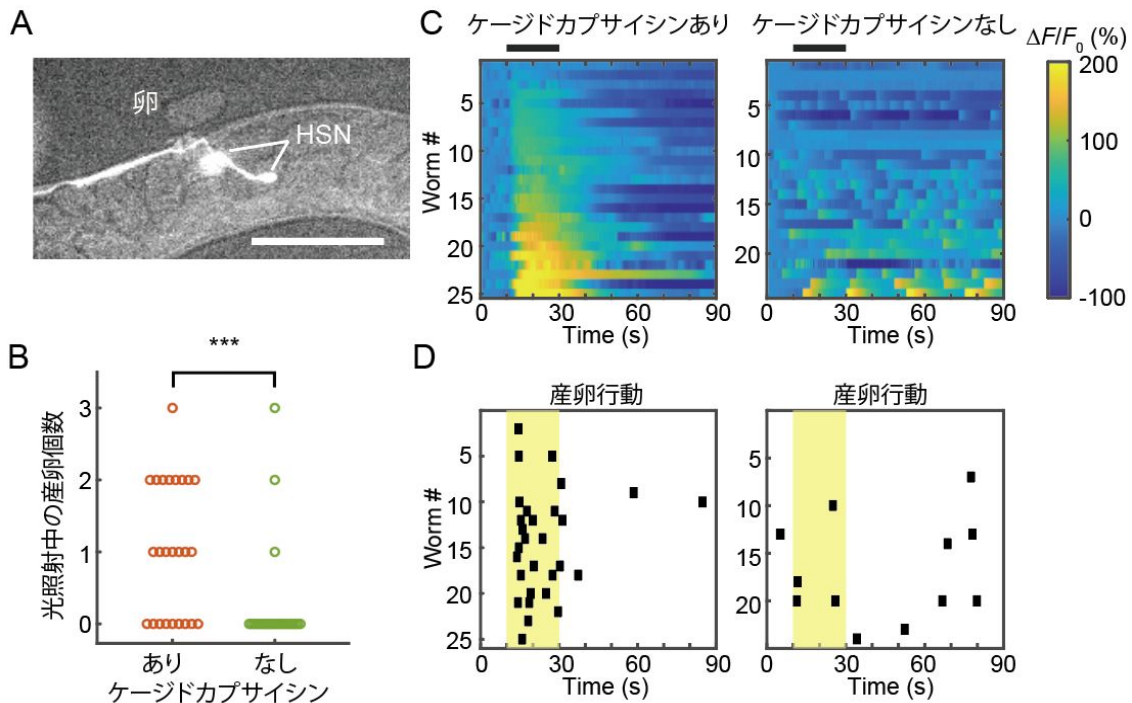 A
卵
HSN
B
***
光照射中の産卵個数
3
2
1
0
あり
なし
ケージドカプサイシン
C
ケージドカプサイシンあり
ケージドカプサイシンなし
ΔF/F0 (%)
Worm #
5
10
15
20
25
0
30
60
90
Time (s)
5
10
15
20
0
30
60
90
Time (s)
200
100
0
-100
D
産卵行動
産卵行動
Worm #
5
10
15
20
25
0
30
60
90
Time (s)
5
10
15
20
0
30
60
90
Time (s)